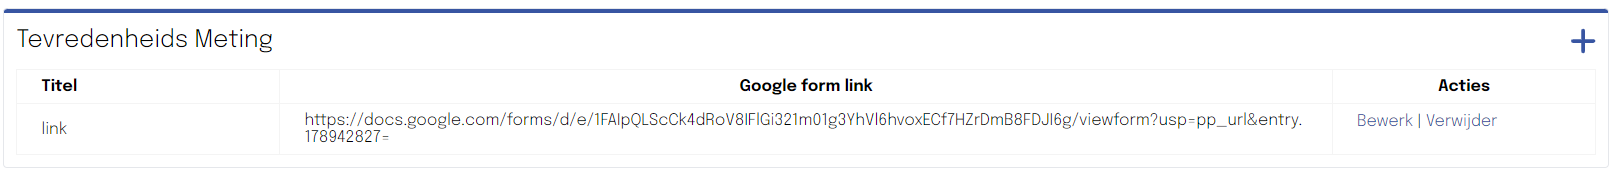 Tevredenheids Meting
Titel
Google form link
Acties
link
https://docs.google.com/forms/d/e/1FAIpQLScCk4dRoV8IFlGi321m01g3YhVI6hvoxECf7HZrDmB8FDJI6g/viewform?usp=pp_url&entry.
178942827=
Bewerk | Verwijder